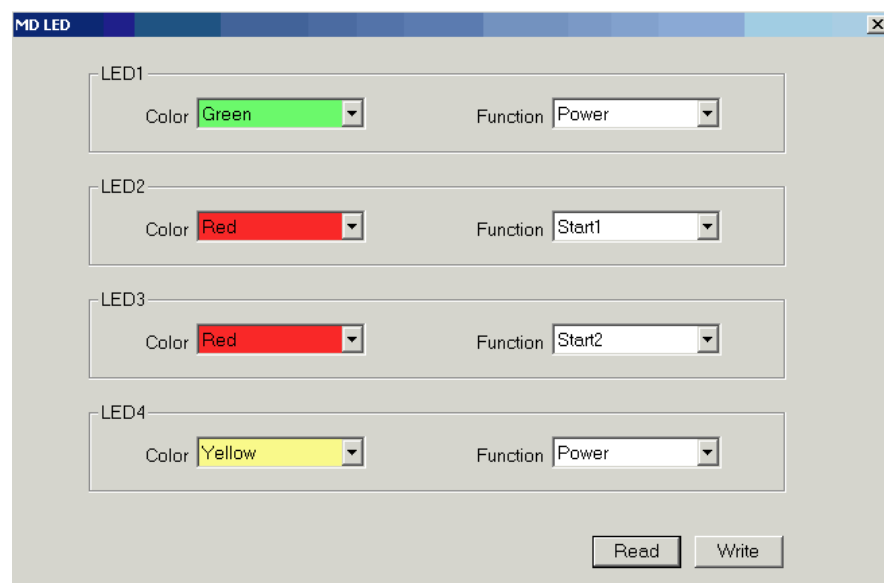 MD LED
LED1
Color Green Function Power
LED2
Color Red Function Start1
LED3
Color Red Function Start2
LED4
Color Yellow Function Power
Read Write